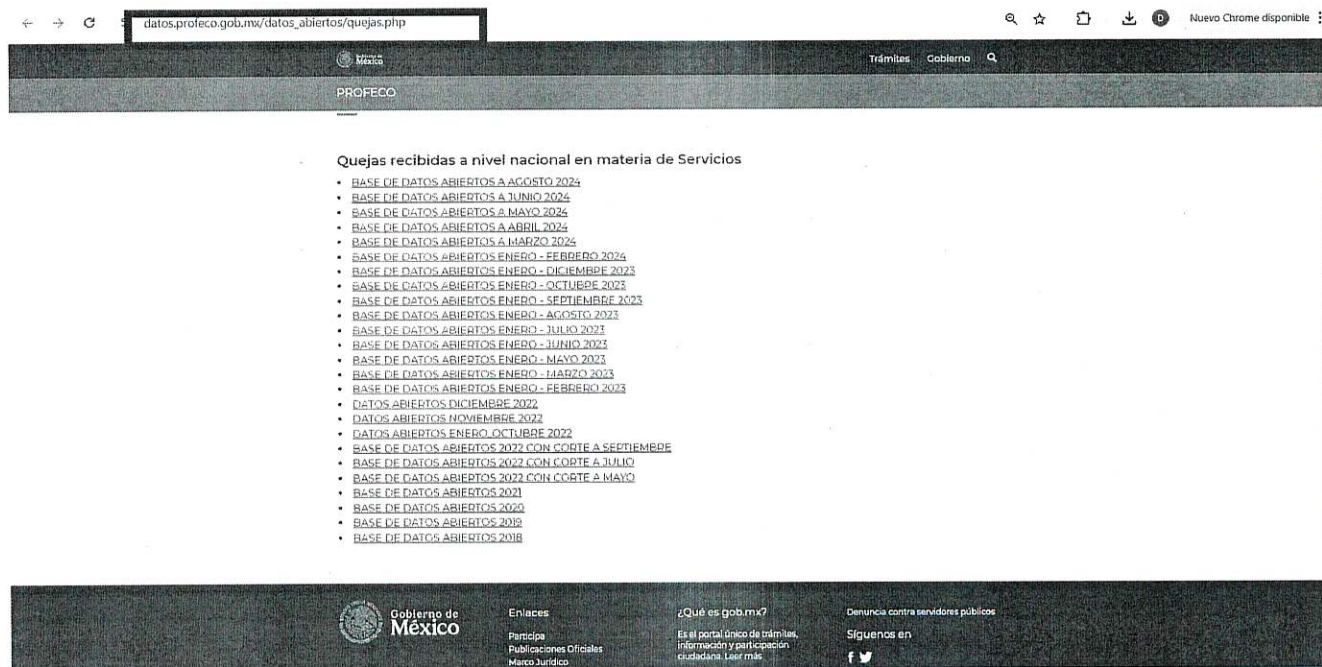 datos.profeco.gob.mx/datos_abiertos/quejas.php
D
Nuevo Chrome disponible
Gobierno de
México
Trámites Gobierno
PROFECO
Quejas recibidas a nivel nacional en materia de Servicios
• BASE DE DATOS ABIERTOS A AGOSTO 2024
• BASE DE DATOS ABIERTOS A JUNIO 2024
• BASE DE DATOS ABIERTOS A MAYO 2024
• BASE DE DATOS ABIERTOS A ABRIL 2024
• BASE DE DATOS ABIERTOS A MARZO 2024
• BASE DE DATOS ABIERTOS ENERO - FEBRERO 2024
• BASE DE DATOS ABIERTOS ENERO - DICIEMBRE 2023
• BASE DE DATOS ABIERTOS ENERO - OCTUBRE 2023
• BASE DE DATOS ABIERTOS ENERO - SEPTIEMBRE 2023
• BASE DE DATOS ABIERTOS ENERO - AGOSTO 2023
• BASE DE DATOS ABIERTOS ENERO - JULIO 2023
• BASE DE DATOS ABIERTOS ENERO - JUNIO 2023
• BASE DE DATOS ABIERTOS ENERO - MAYO 2023
• BASE DE DATOS ABIERTOS ENERO - MARZO 2023
• BASE DE DATOS ABIERTOS ENERO - FEBRERO 2023
• DATOS ABIERTOS DICIEMBRE 2022
• DATOS ABIERTOS NOVIEMBRE 2022
• DATOS ABIERTOS ENERO_OCTUBRE 2022
• BASE DE DATOS ABIERTOS 2022 CON CORTE A SEPTIEMBRE
• BASE DE DATOS ABIERTOS 2022 CON CORTE A JULIO
• BASE DE DATOS ABIERTOS 2022 CON CORTE A MAYO
• BASE DE DATOS ABIERTOS 2021
• BASE DE DATOS ABIERTOS 2020
• BASE DE DATOS ABIERTOS 2019
• BASE DE DATOS ABIERTOS 2018
Gobierno de
México
Enlaces
Participa
Publicaciones Oficiales
Marco Jurídico
¿Qué es gob.mx?
Es el portal único de trámites,
información y participación
ciudadana. Leer más
Denuncia contra servidores públicos
Síguenos en